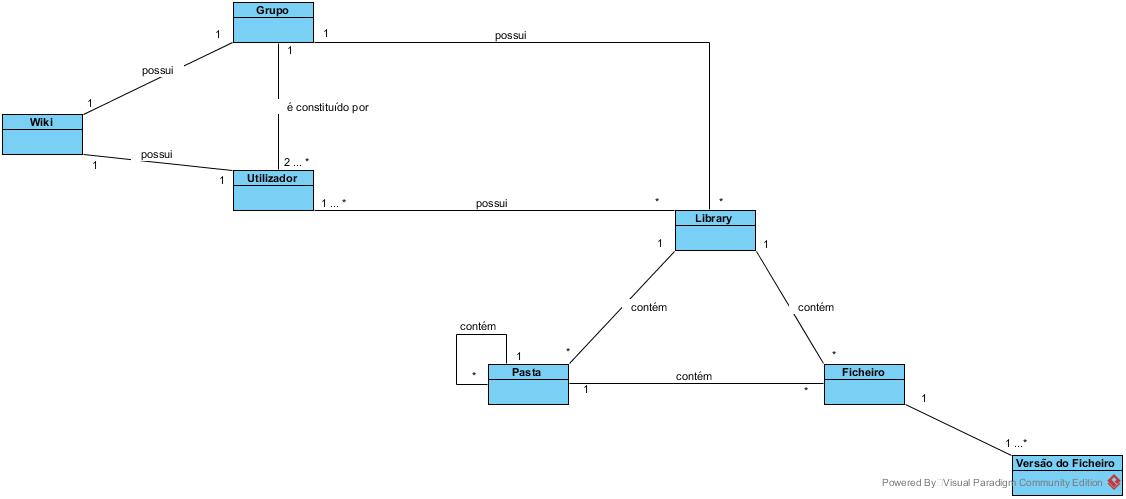 Grupo
1
1
possui
1
possui
1
é constituído por
Wiki
possui
1
2 ... *
1
Utilizador
1 ... *
possui
*
*
Library
1
1
contém
contém
contém
1
*
*
*
Pasta
contém
Ficheiro
1
*
1
1 ...*
Versão do Ficheiro
Powered By Visual Paradigm Community Edition